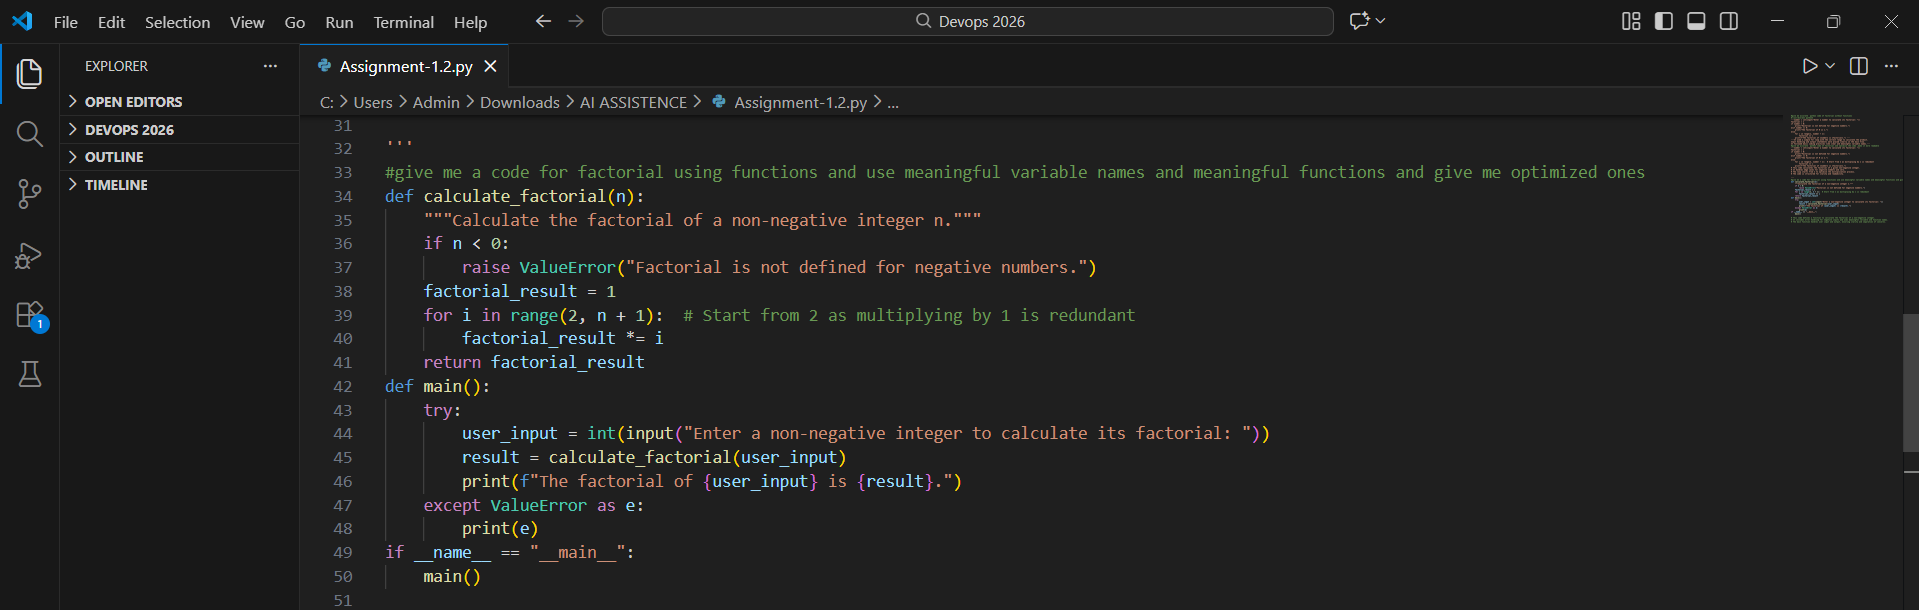 File Edit Selection View Go Run Terminal Help
Devops 2026
EXPLORER
OPEN EDITORS
DEVOPS 2026
OUTLINE
TIMELINE
1
Assignment-1.2.py
C: > Users > Admin > Downloads > AI ASSISTENCE > Assignment-1.2.py > ...
31
32 '''
33 #give me a code for factorial using functions and use meaningful variable names and meaningful functions and give me optimized ones
34 def calculate_factorial(n):
35     """Calculate the factorial of a non-negative integer n."""
36     if n < 0:
37         raise ValueError("Factorial is not defined for negative numbers.")
38     factorial_result = 1
39     for i in range(2, n + 1):  # Start from 2 as multiplying by 1 is redundant
40         factorial_result *= i
41     return factorial_result
42 def main():
43     try:
44         user_input = int(input("Enter a non-negative integer to calculate its factorial: "))
45         result = calculate_factorial(user_input)
46         print(f"The factorial of {user_input} is {result}.")
47     except ValueError as e:
48         print(e)
49 if __name__ == "__main__":
50     main()
51